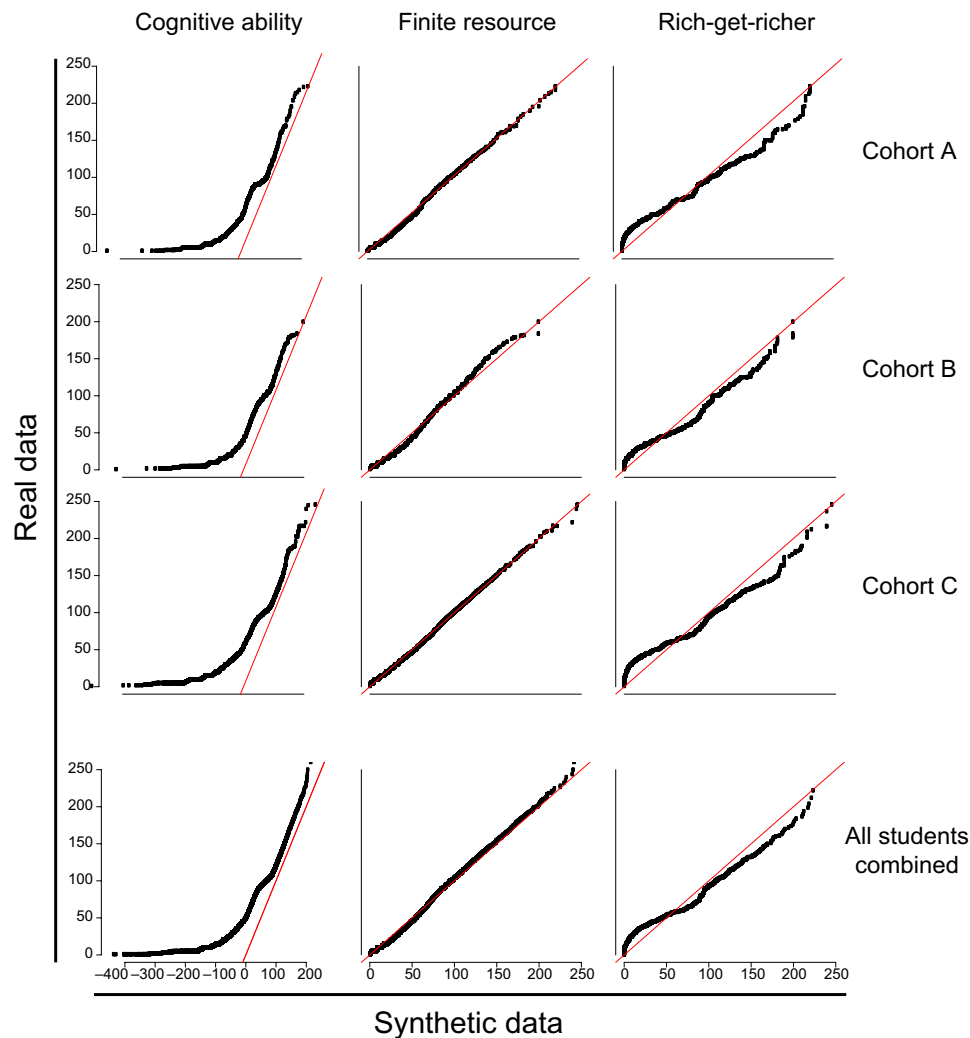 Cognitive ability Finite resource Rich-get-richer
250
200
150
100
50
0
Cohort A
250
200
150
100
50
0
Cohort B
250
200
150
100
50
0
Cohort C
250
200
150
100
50
0
All students
combined
–400 –300 –200 –100 0 100 200
0 50 100 150 200 250
0 50 100 150 200 250
Real data
Synthetic data